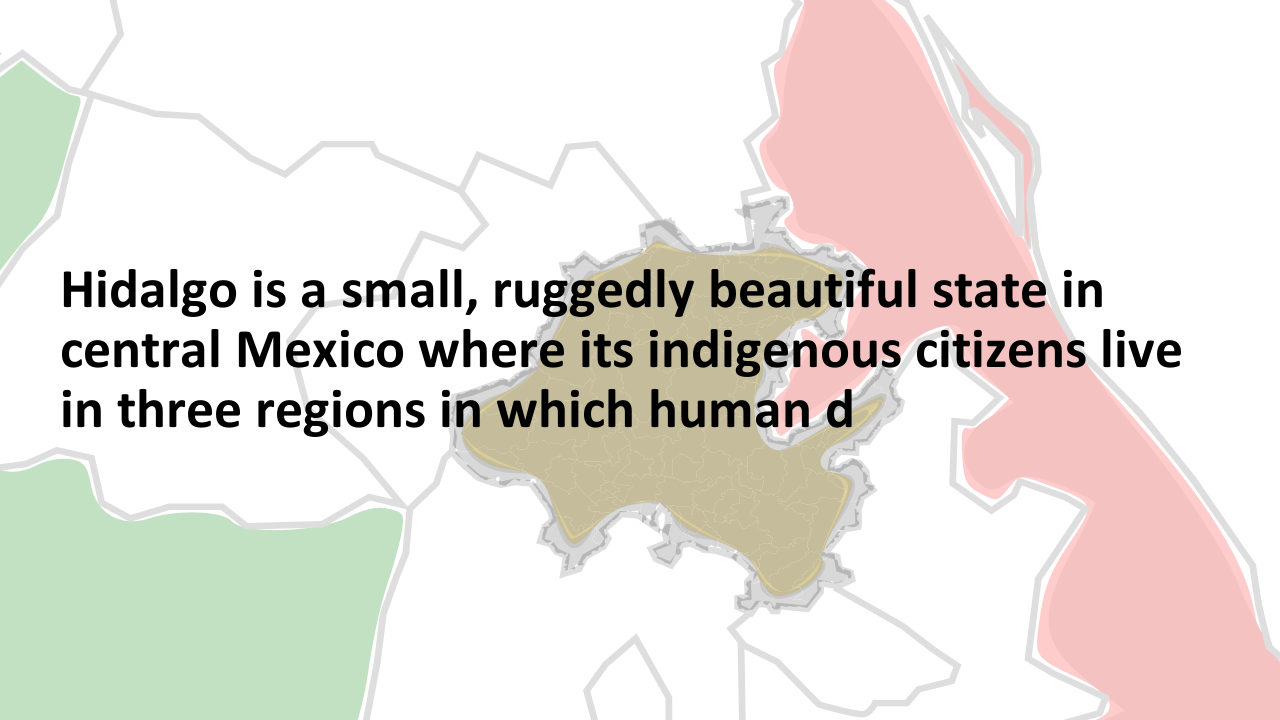 Hidalgo is a small, ruggedly beautiful state in
central Mexico where its indigenous citizens live
in three regions in which human d